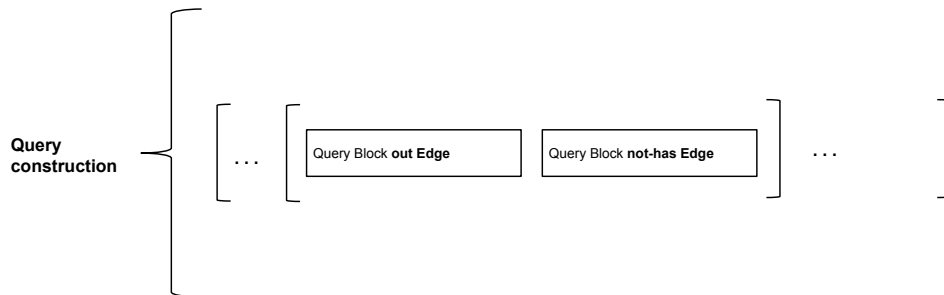 Query
construction
...
Query Block out Edge
Query Block not-has Edge
...